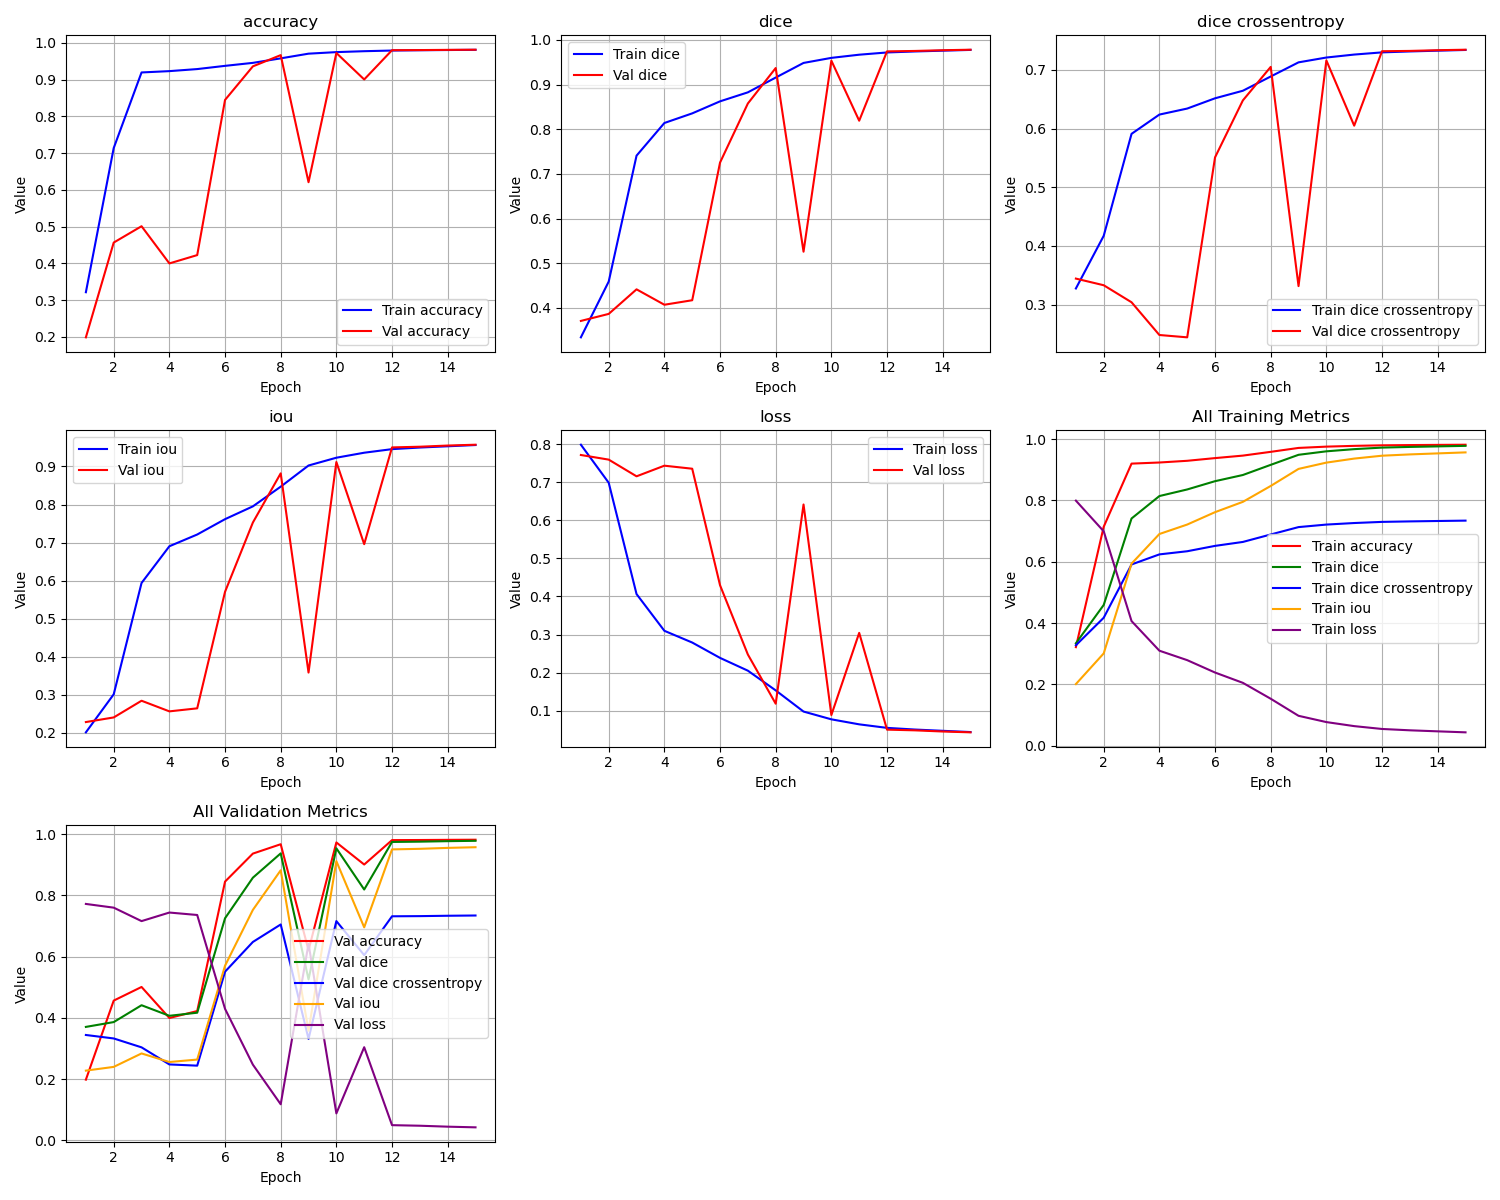 accuracy
1.0
0.9
0.8
0.7
0.6
0.5
0.4
0.3
0.2
Value
Train accuracy
Val accuracy
2 4 6 8 10 12 14
Epoch
dice
1.0
0.9
0.8
0.7
0.6
0.5
0.4
Value
Train dice
Val dice
2 4 6 8 10 12 14
Epoch
dice crossentropy
0.7
0.6
0.5
0.4
0.3
Value
Train dice crossentropy
Val dice crossentropy
2 4 6 8 10 12 14
Epoch
iou
0.9
0.8
0.7
0.6
0.5
0.4
0.3
0.2
Value
Train iou
Val iou
2 4 6 8 10 12 14
Epoch
loss
0.8
0.7
0.6
0.5
0.4
0.3
0.2
0.1
Value
Train loss
Val loss
2 4 6 8 10 12 14
Epoch
All Training Metrics
1.0
0.8
0.6
0.4
0.2
0.0
Value
Train accuracy
Train dice
Train dice crossentropy
Train iou
Train loss
2 4 6 8 10 12 14
Epoch
All Validation Metrics
1.0
0.8
0.6
0.4
0.2
0.0
Value
Val accuracy
Val dice
Val dice crossentropy
Val iou
Val loss
2 4 6 8 10 12 14
Epoch